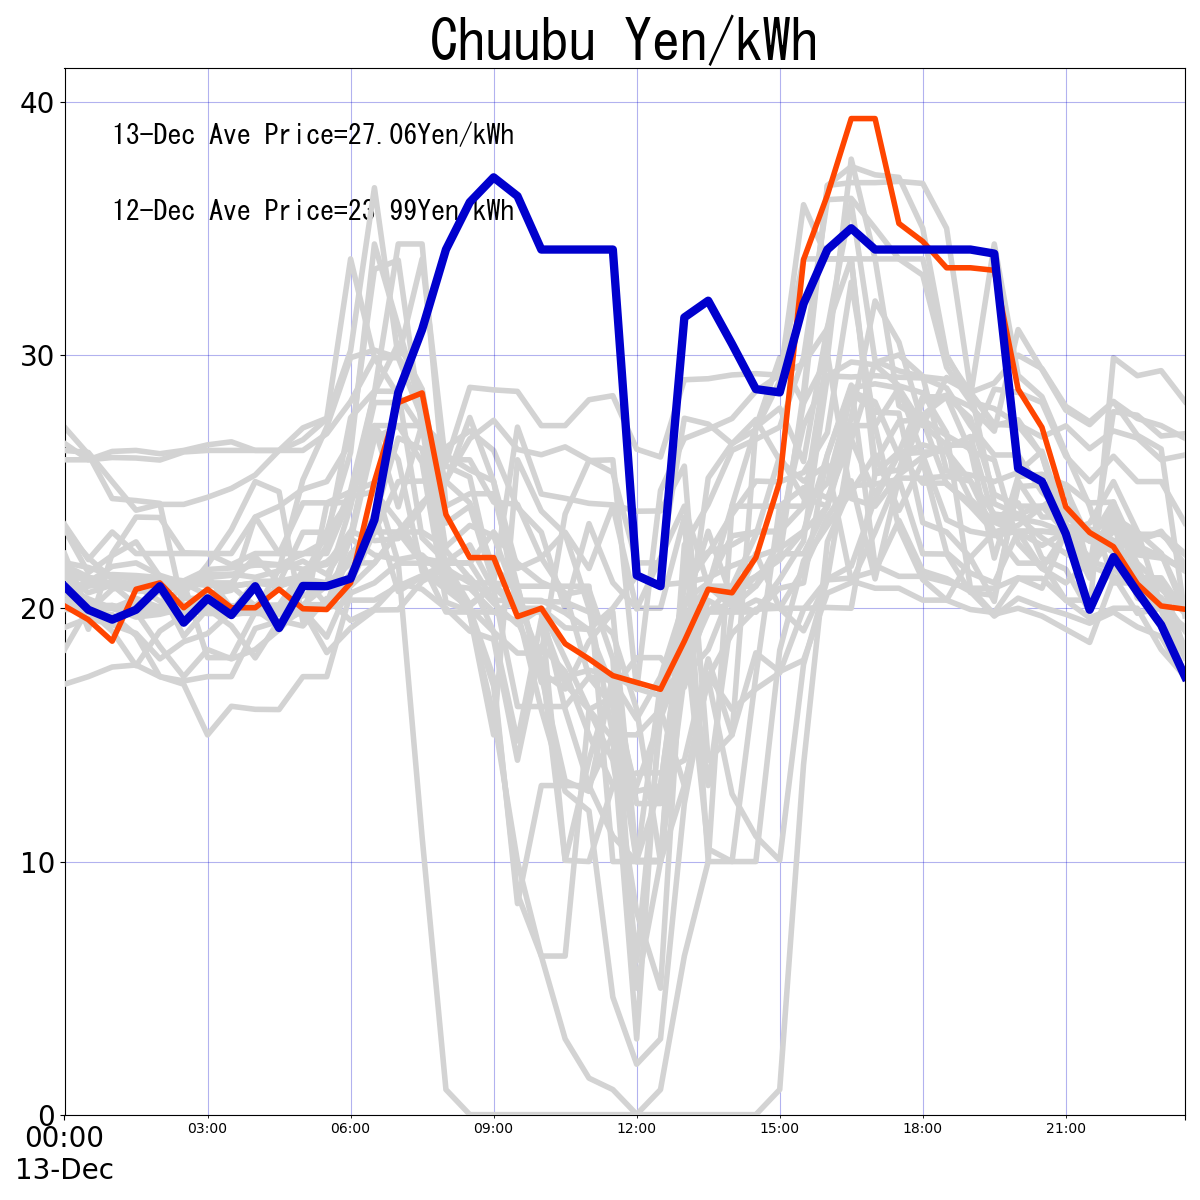 Chuubu Yen/kWh
40
13-Dec Ave Price=27.06Yen/kWh
12-Dec Ave Price=23.99Yen/kWh
30
20
10
0
00:00 03:00 06:00 09:00 12:00 15:00 18:00 21:00
13-Dec